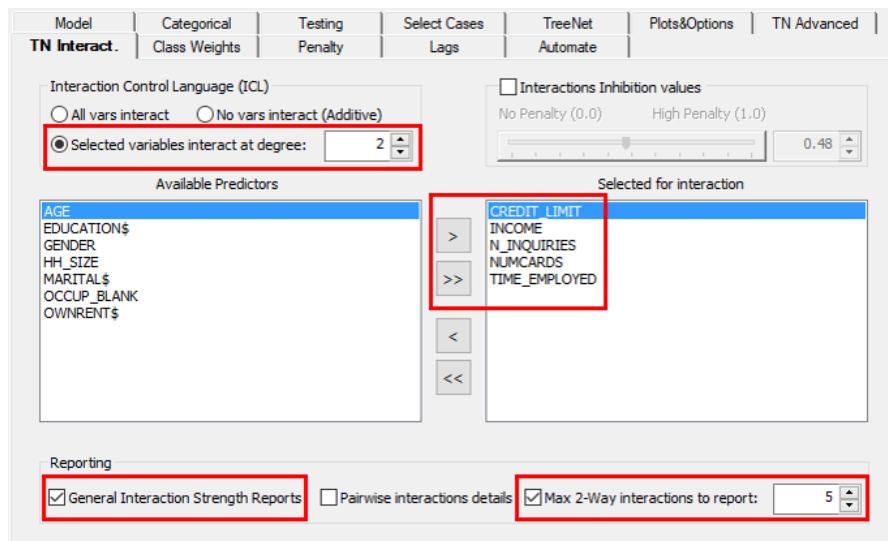 Model Categorical Testing Select Cases TreeNet Plots&Options TN Advanced
TN Interact. Class Weights Penalty Lags Automate
Interaction Control Language (ICL)
All vars interact No vars interact (Additive)
Selected variables interact at degree: 2
Interactions Inhibition values
No Penalty (0.0) High Penalty (1.0)
0.48
Available Predictors
AGE
EDUCATION$
GENDER
HH_SIZE
MARITAL$
OCCUP_BLANK
OWNRENT$
>
>>
<
<<
Selected for interaction
CREDIT_LIMIT
INCOME
N_INQUIRIES
NUMCARDS
TIME_EMPLOYED
Reporting
General Interaction Strength Reports Pairwise interactions details Max 2-Way interactions to report: 5